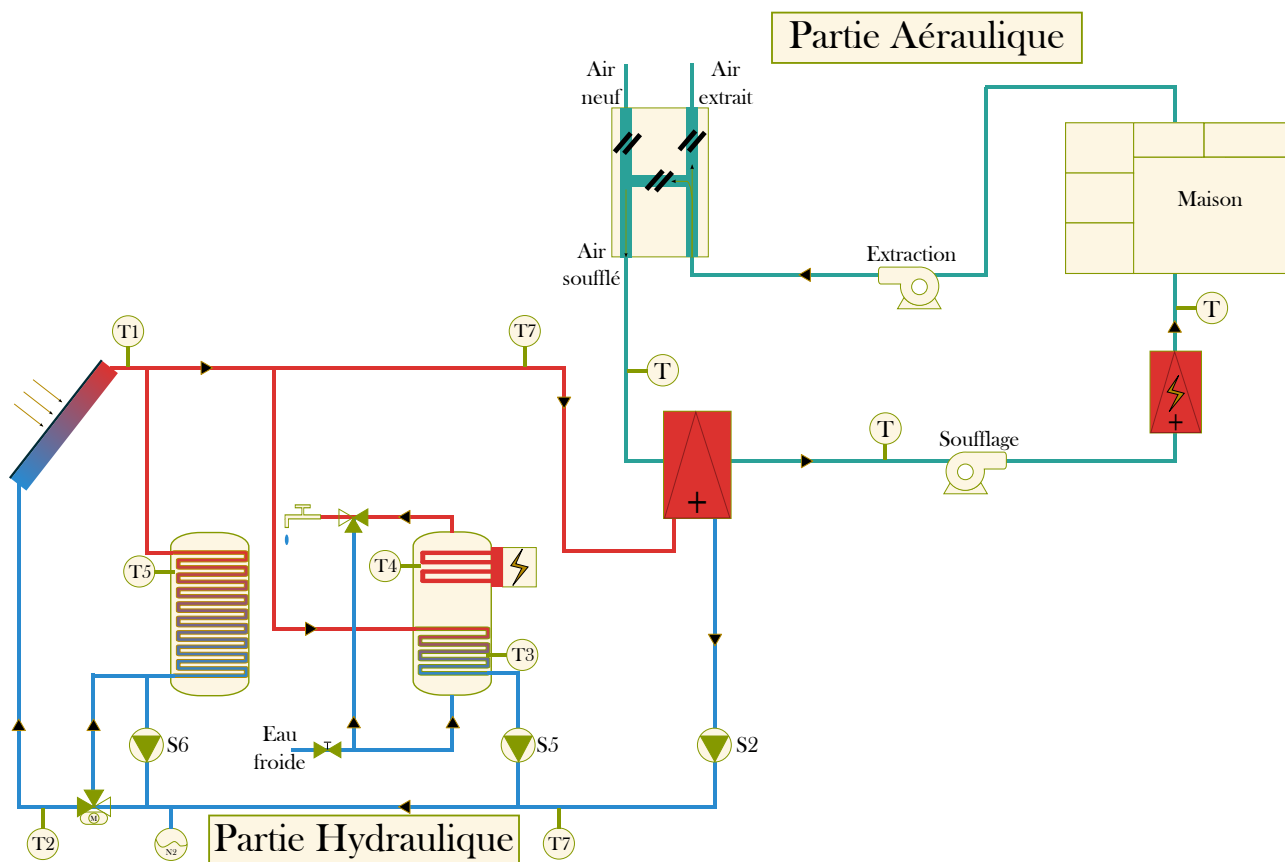 Partie Aéraulique
Air
neuf
Air
extrait
Maison
Extraction
Air
soufflé
T
T1
T7
T
T
Soufflage
+
+
T5
T4
T3
S6
Eau
froide
S5
S2
M
T2
N2
Partie Hydraulique
T7